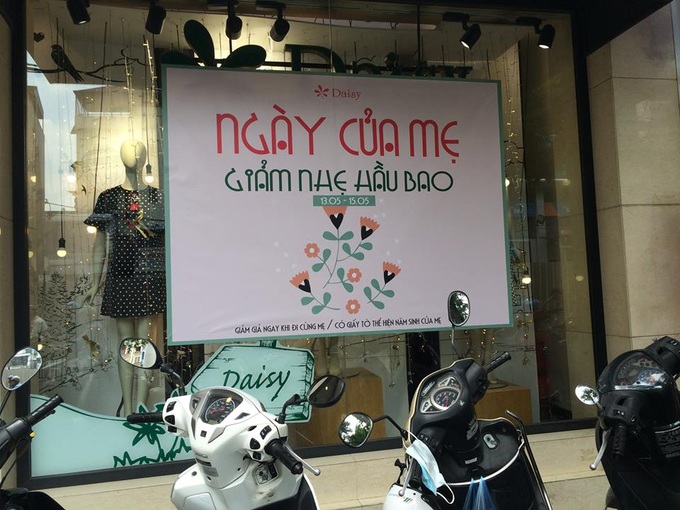 Daisy
NGÀY CỦA MẸ
GIẢM NHẸ HẦU BAO
13.05 - 15.05
GIẢM GIÁ NGAY KHI ĐI CÙNG MẸ / CÓ GIẤY TỜ THỂ HIỆN NĂM SINH CỦA MẸ
Daisy